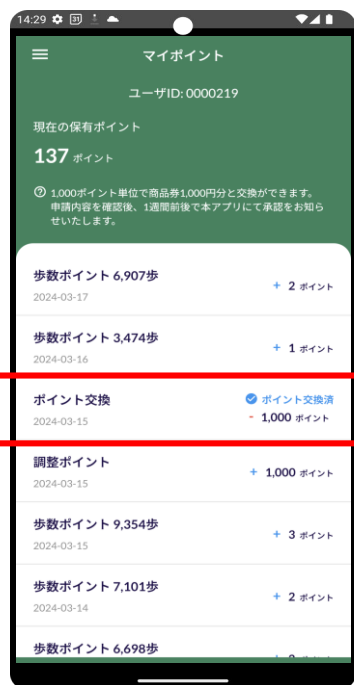 14:29
マイポイント
ユーザID: 0000219
現在の保有ポイント
137 ポイント
1,000ポイント単位で商品券1,000円分と交換ができます。
申請内容を確認後、1週間前後で本アプリにて承認をお知ら
せいたします。
歩数ポイント 6,907歩
+ 2 ポイント
2024-03-17
歩数ポイント 3,474歩
+ 1 ポイント
2024-03-16
ポイント交換
ポイント交換済
2024-03-15
- 1,000 ポイント
調整ポイント
+ 1,000 ポイント
2024-03-15
歩数ポイント 9,354歩
+ 3 ポイント
2024-03-15
歩数ポイント 7,101歩
+ 2 ポイント
2024-03-14
歩数ポイント 6,698歩